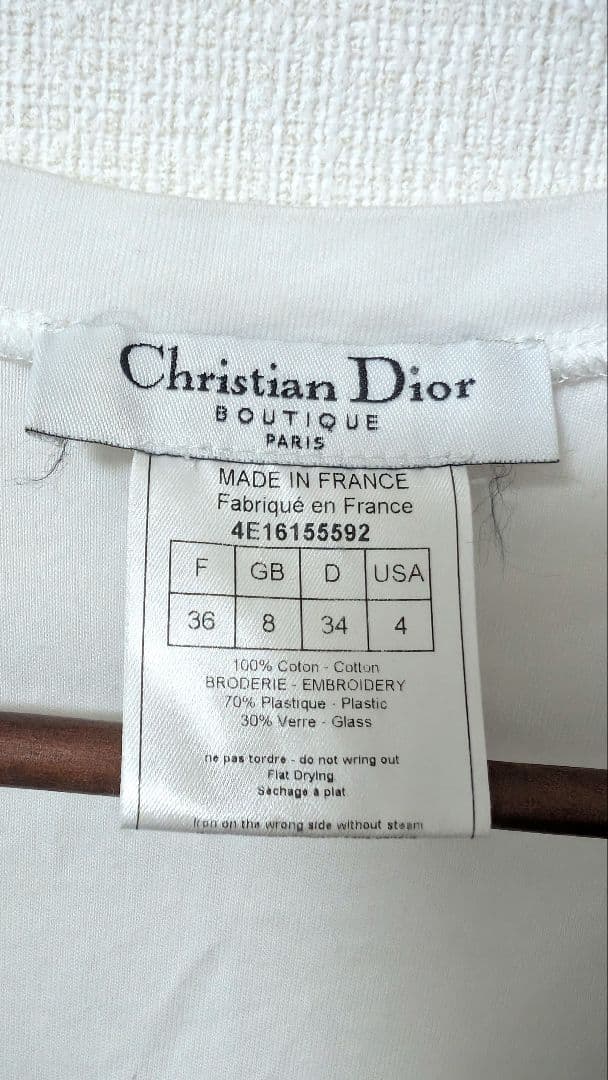 Christian Dior
BOUTIQUE
PARIS
MADE IN FRANCE
Fabriqué en France
4E16155592
F GB D USA
36 8 34 4
100% Coton - Cotton
BRODERIE - EMBROIDERY
70% Plastique - Plastic
30% Verre - Glass
ne pas tordre - do not wring out
Flat Drying
Séchage à plat
Iron on the wrong side without steam